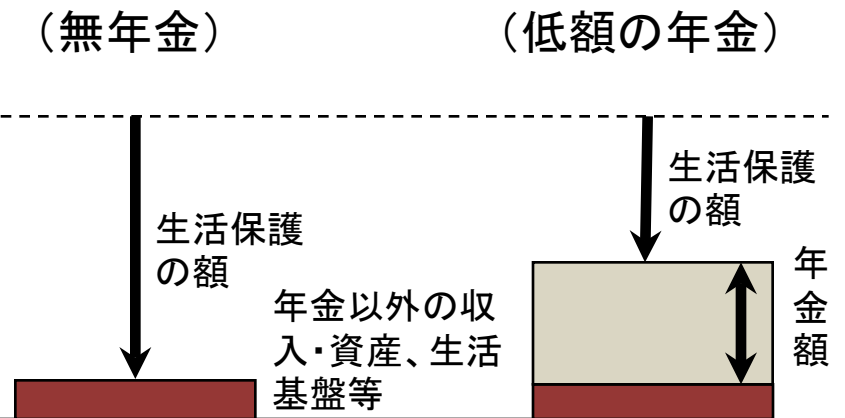 （無年金）
（低額の年金）
生活保護
の額
年金以外の収
入・資産、生活
基盤等
生活保護
の額
年
金
額